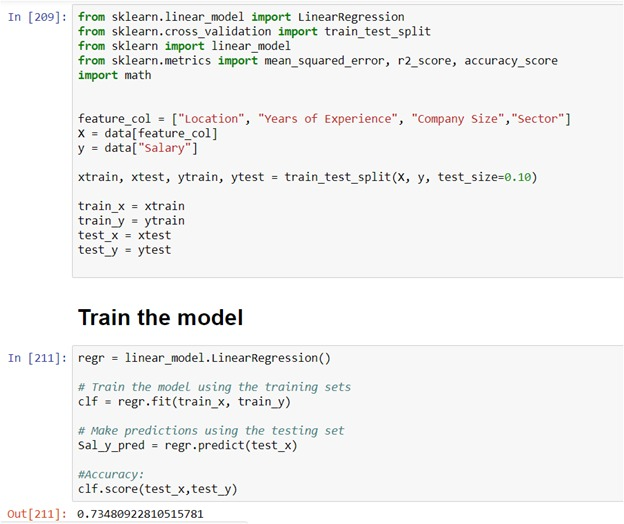 In [209]: from sklearn.linear_model import LinearRegression
from sklearn.cross_validation import train_test_split
from sklearn import linear_model
from sklearn.metrics import mean_squared_error, r2_score, accuracy_score
import math
feature_col = ["Location", "Years of Experience", "Company Size","Sector"]
X = data[feature_col]
y = data["Salary"]
xtrain, xtest, ytrain, ytest = train_test_split(X, y, test_size=0.10)
train_x = xtrain
train_y = ytrain
test_x = xtest
test_y = ytest
Train the model
In [211]: regr = linear_model.LinearRegression()
# Train the model using the training sets
clf = regr.fit(train_x, train_y)
# Make predictions using the testing set
Sal_y_pred = regr.predict(test_x)
#Accuracy:
clf.score(test_x,test_y)
Out[211]: 0.73480922810515781